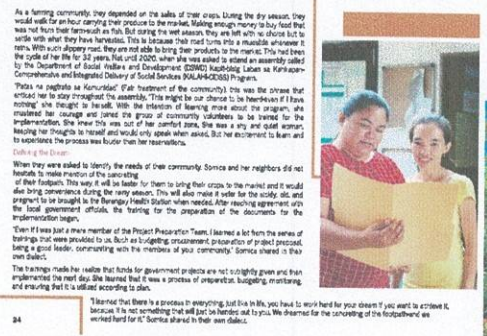 As a farming community, they depended on the sales of their crops. During the dry season, they
would walk for an hour carrying their produce to the market. Making enough money to buy food that
was not from their farm such as fish. But during the wet season, they are left with no choice but to
settle with what they have harvested. This is because their road turns into a mudslide whenever it
rains. With such slippery road, they are not able to bring their products to the market. This had been
the cycle of her life for 32 years. Not until 2020, when she was asked to attend an assembly called
by the Department of Social Welfare and Development (DSWD) Kapit-bisig Laban sa Kahirapan-
Comprehensive and Integrated Delivery of Social Services (KALAHI-CIDSS) Program.
'Patas na pagtrato sa Komunidad' (Fair treatment of the community) this was the phrase that
enticed her to stay throughout the assembly. "This might be our chance to be heard-even if I have
nothing" she thought to herself. With the intention of learning more about the program, she
mustered her courage and joined the group of community volunteers to be trained for the
implementation. She knew this was out of her comfort zone. She was a shy and quiet woman,
keeping her thoughts to herself and would only speak when asked. But her excitement to learn and
to experience the process was louder than her reservations.
Defining the Dream
When they were asked to identify the needs of their community, Somica and her neighbors did not
hesitate to make mention of the concreting
of their footpath. This way, it will be faster for them to bring their crops to the market and it would
also bring convenience during the rainy season. This will also make it safer for the sickly, old, and
pregnant to be brought to the Barangay Health Station when needed. After reaching agreement with
the local government officials, the training for the preparation of the documents for the
implementation began.
"Even if I was just a mere member of the Project Preparation Team, I learned a lot from the series of
trainings that were provided to us. Such as budgeting, procurement, preparation of project proposal,
being a good leader, communicating with the members of your community." Somica shared in their
own dialect.
The trainings made her realize that funds for government projects are not outrightly given and then
implemented the next day. She learned that it was a process of preparation, budgeting, monitoring,
and ensuring that it is utilized according to plan.
"I learned that there is a process in everything, just like in life, you have to work hard for your dream if you want to achieve it,
because it is not something that will just be handed out to you. We dreamed for the concreting of the footpath and we
worked hard for it." Somica shared in their own dialect.
24